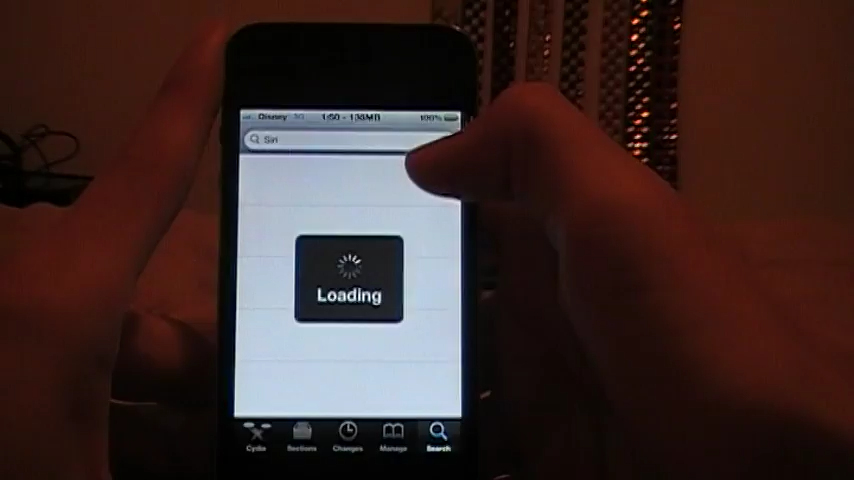 Disney 3G 1:50 - 138MB 100%
Siri
Loading
Cydia Sections Changes Manage Search